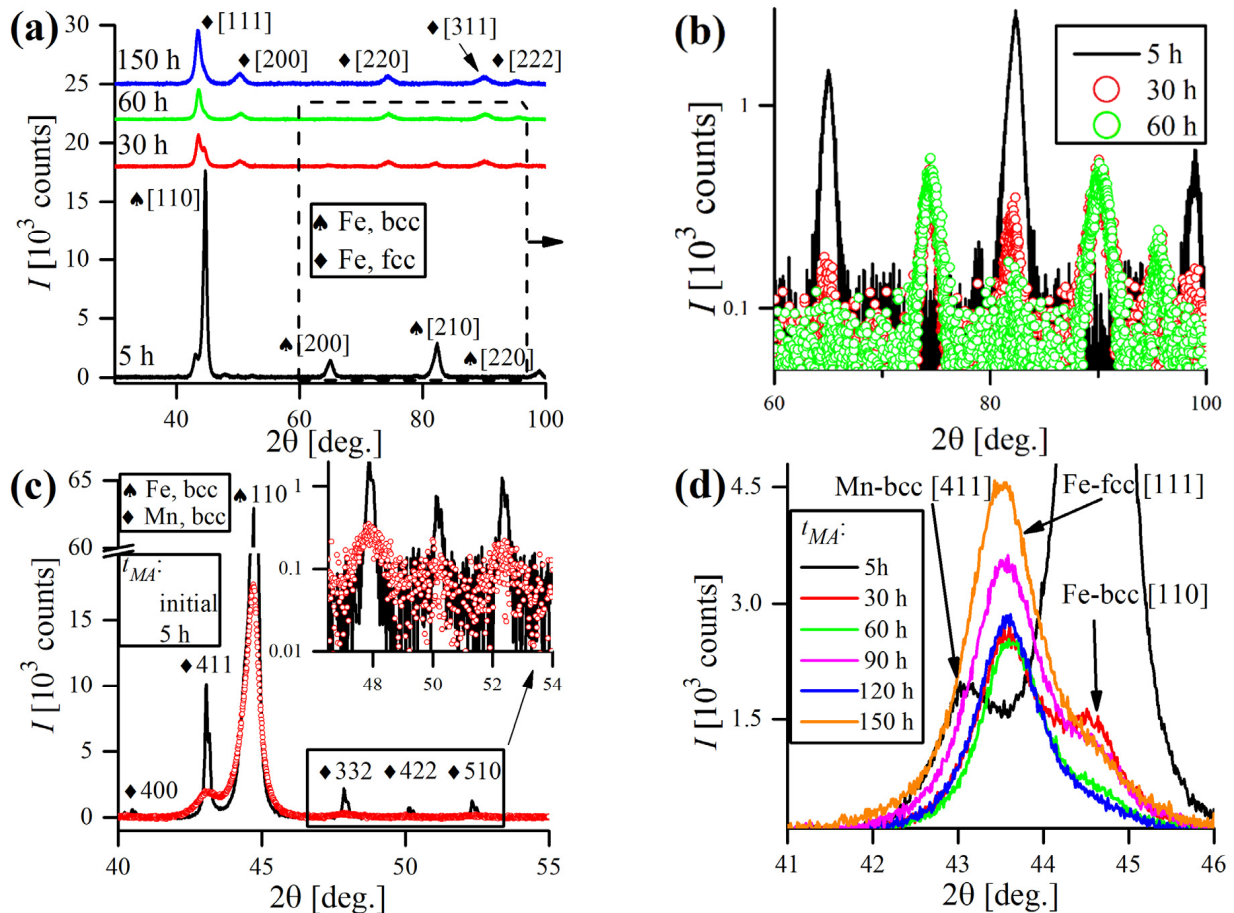 (a)
I [10³ counts]
30
25
20
15
10
5
0
♦ [111]
♦ [200]
♦ [220]
♦ [311]
♦ [222]
150 h
60 h
30 h
♠ [110]
♠ Fe, bcc
♦ Fe, fcc
5 h
♠ [200]
♠ [210]
♠ [220]
40 60 80 100
2θ [deg.]
(b)
I [10³ counts]
1
0.1
5 h
30 h
60 h
60 80 100
2θ [deg.]
(c)
I [10³ counts]
65
60
15
10
5
0
♠ Fe, bcc
♦ Mn, bcc
t_MA:
initial
5 h
♠ 110
♦ 411
♦ 400
♦ 332
♦ 422
♦ 510
1
0.1
0.01
48 50 52 54
40 45 50 55
2θ [deg.]
(d)
I [10³ counts]
4.5
3.0
1.5
Mn-bcc [411]
Fe-fcc [111]
Fe-bcc [110]
t_MA:
5h
30 h
60 h
90 h
120 h
150 h
41 42 43 44 45 46
2θ [deg.]